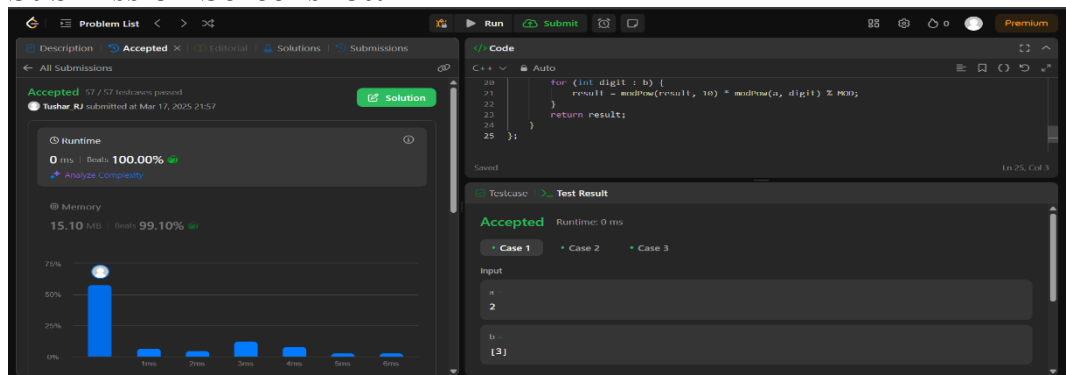 Problem List
Run
Submit
0
Premium
Description
Accepted
Editorial
Solutions
Submissions
All Submissions
Accepted 57 / 57 testcases passed
Tushar_RJ submitted at Mar 17, 2025 21:57
Solution
Runtime
0 ms | Beats 100.00%
Analyze Complexity
Memory
15.10 MB | Beats 99.10%
75%
50%
25%
0%
1ms 2ms 3ms 4ms 5ms 6ms
</> Code
C++ Auto
20 for (int digit : b) {
21 result = modPow(result, 10) * modPow(a, digit) % MOD;
22 }
23 return result;
24 }
25 };
Saved
Ln 25, Col 3
Testcase >_ Test Result
Accepted Runtime: 0 ms
• Case 1 • Case 2 • Case 3
Input
a =
2
b =
[3]